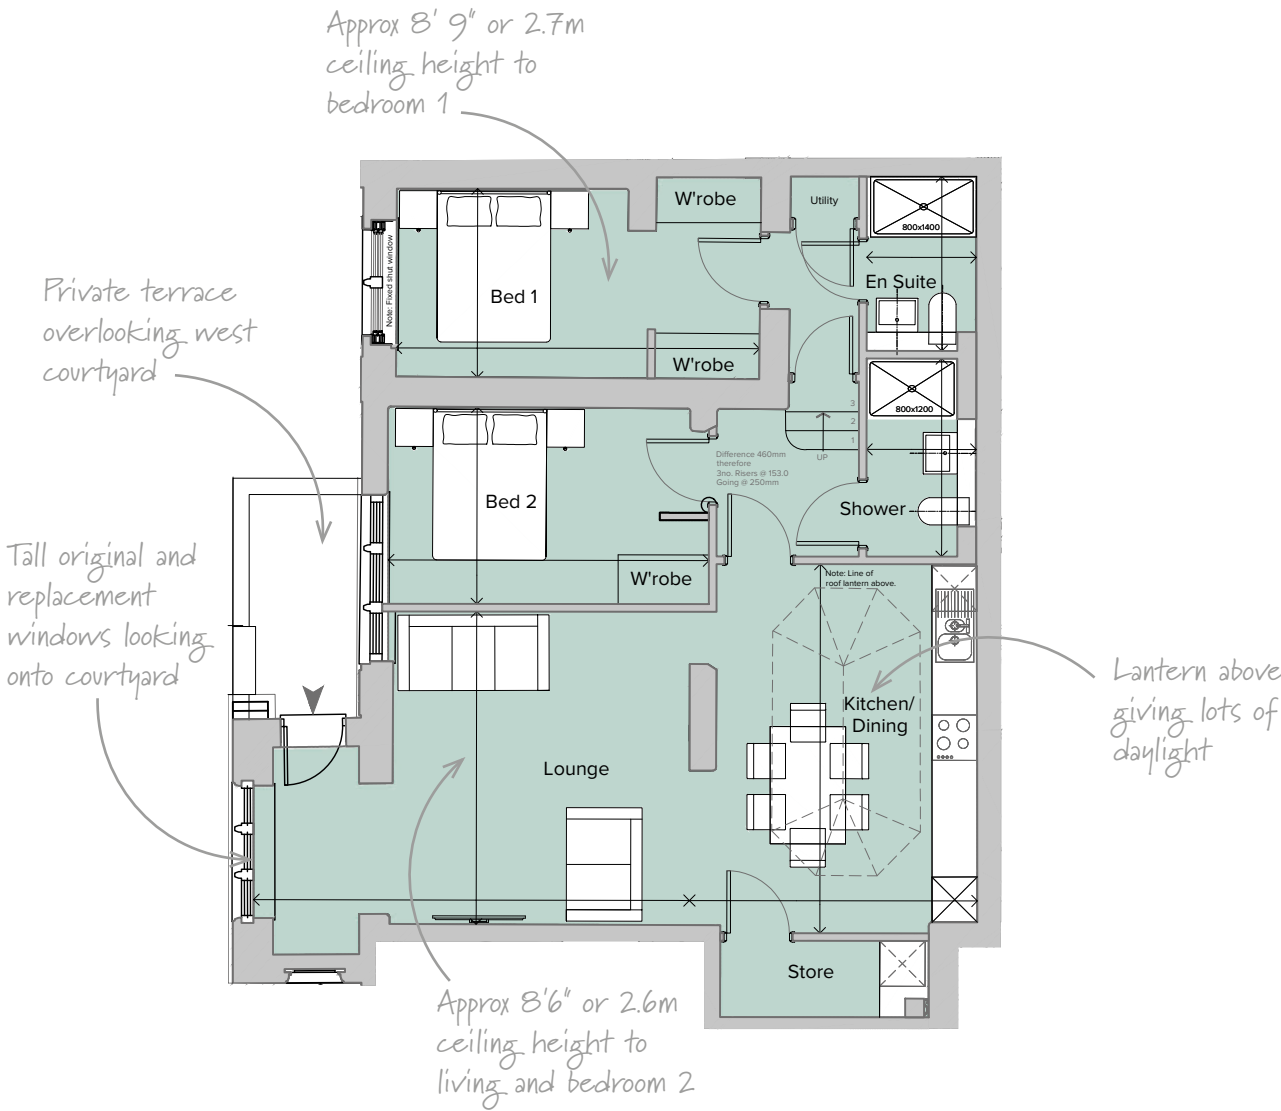 Approx 8' 9" or 2.7m
ceiling height to
bedroom 1
W'robe
Utility
800x1400
Note: Fixed shut window
Bed 1
En Suite
W'robe
Private terrace
overlooking west
courtyard
800x1200
3
2
1
UP
Difference 460mm
therefore
3no. Risers @ 153.0
Going @ 250mm
Bed 2
Shower
W'robe
Note: Line of
roof lantern above.
Tall original and
replacement
windows looking
onto courtyard
Lantern above
giving lots of
daylight
Kitchen/
Dining
Lounge
Store
Approx 8'6" or 2.6m
ceiling height to
living and bedroom 2